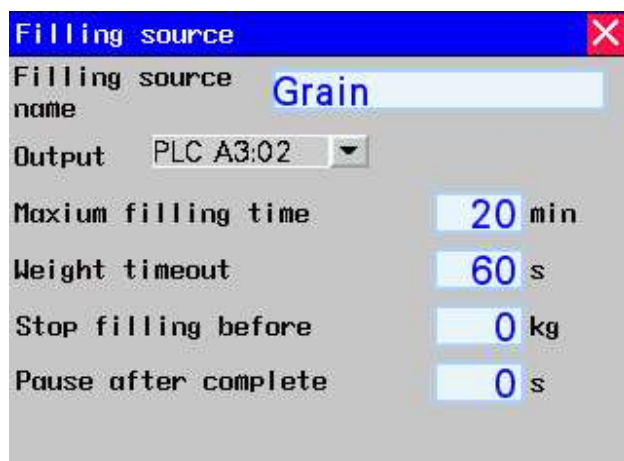 Filling source
Filling source
name
Grain
Output PLC A3:02
Maxium filling time 20 min
Weight timeout 60 s
Stop filling before 0 kg
Pause after complete 0 s